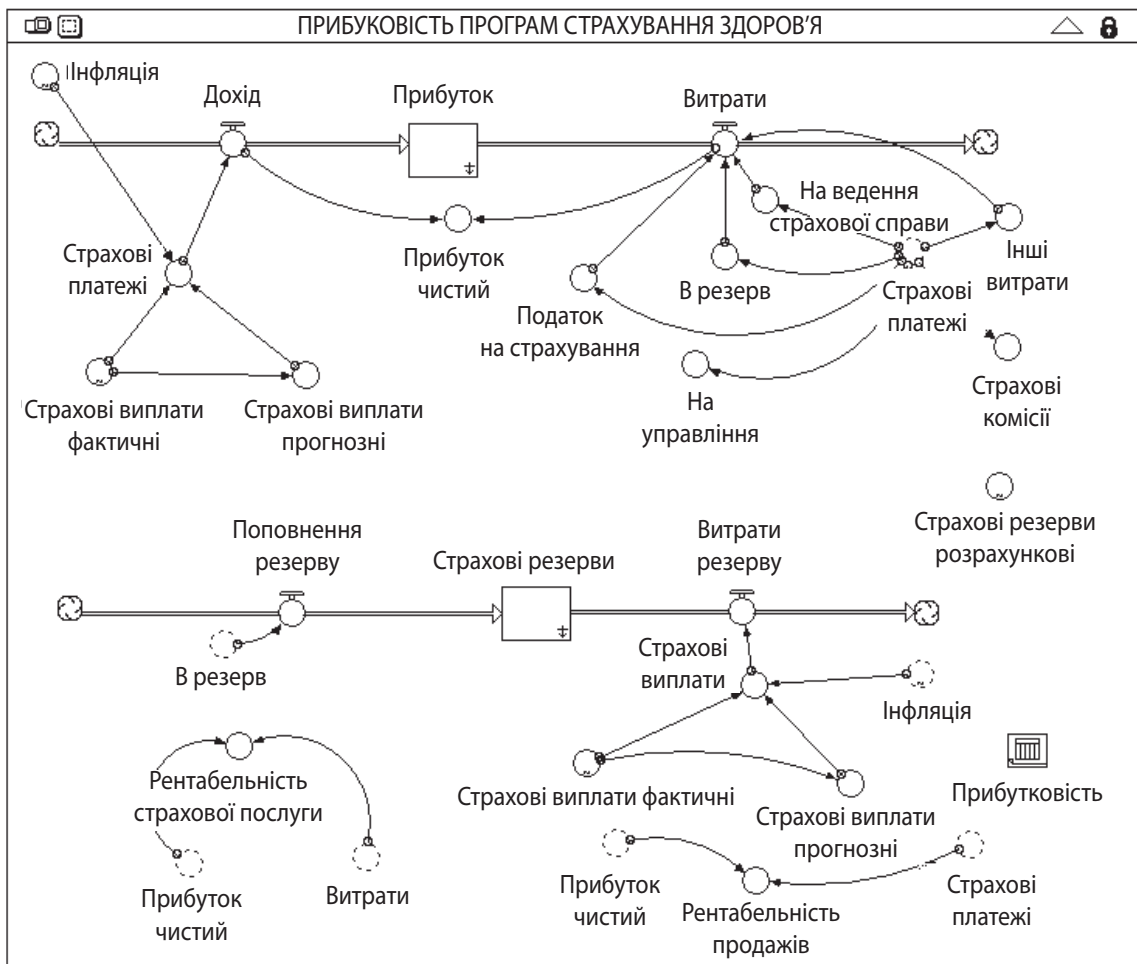 ПРИБУКОВІСТЬ ПРОГРАМ СТРАХУВАННЯ ЗДОРОВ'Я
Інфляція
Дохід
Прибуток
Витрати
На ведення
страхової справи
Страхові
платежі
Прибуток
чистий
В резерв
Інші
витрати
Податок
на страхування
Страхові
платежі
Страхові виплати
фактичні
Страхові виплати
прогнозні
На
управління
Страхові
комісії
Страхові резерви
розрахункові
Поповнення
резерву
Страхові резерви
Витрати
резерву
В резерв
Страхові
виплати
Інфляція
Рентабельність
страхової послуги
Страхові виплати фактичні
Страхові виплати
прогнозні
Прибутковість
Прибуток
чистий
Витрати
Прибуток
чистий
Рентабельність
продажів
Страхові
платежі